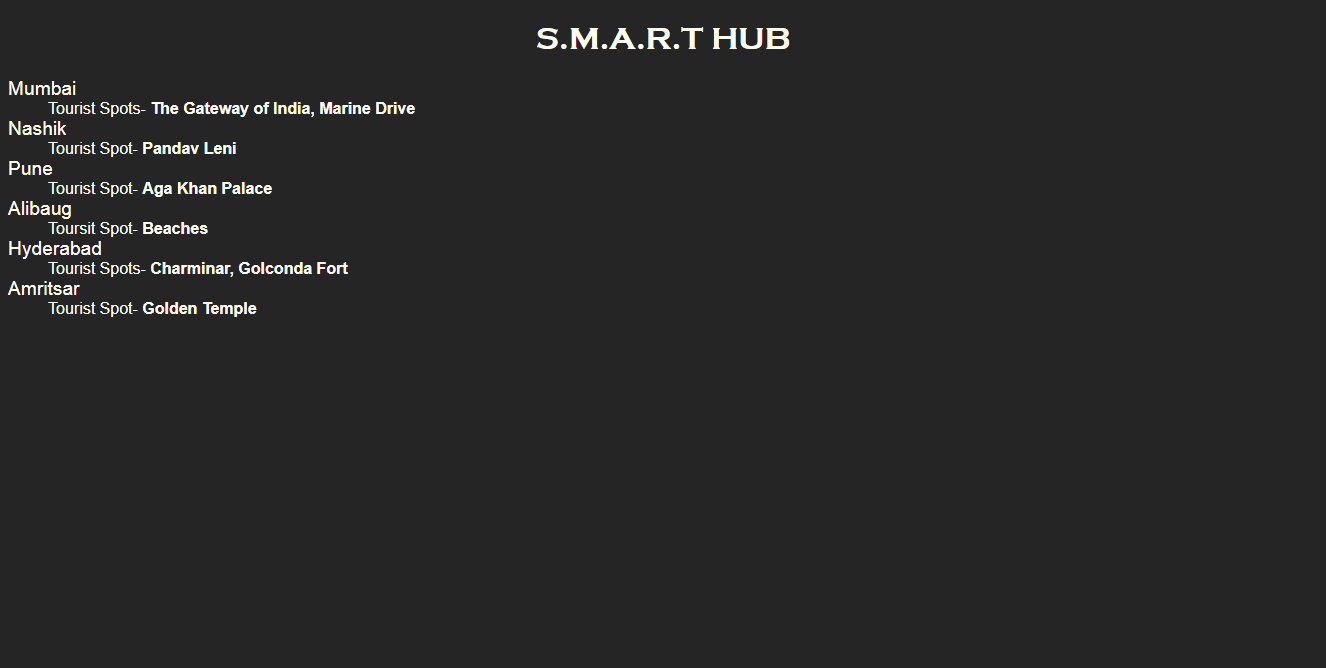 S.M.A.R.T HUB
Mumbai
Tourist Spots- The Gateway of India, Marine Drive
Nashik
Tourist Spot- Pandav Leni
Pune
Tourist Spot- Aga Khan Palace
Alibaug
Toursit Spot- Beaches
Hyderabad
Tourist Spots- Charminar, Golconda Fort
Amritsar
Tourist Spot- Golden Temple